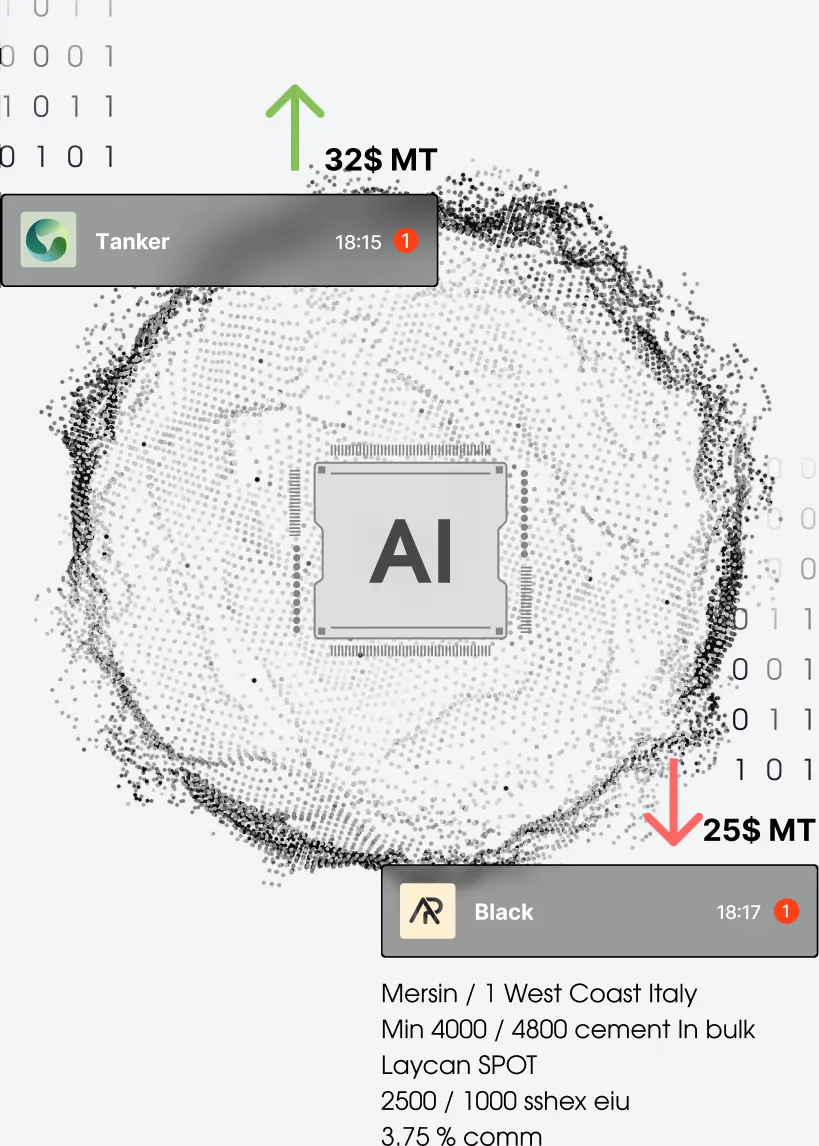 1 0 1 1
0 0 0 1
1 0 1 1
0 1 0 1
32$ MT
Tanker 18:15 1
AI
0 0
0 0
0 0
0 1 1
0 0 1
0 1 1
1 0 1
25$ MT
AR Black 18:17 1
Mersin / 1 West Coast Italy
Min 4000 / 4800 cement In bulk
Laycan SPOT
2500 / 1000 sshex eiu
3.75 % comm